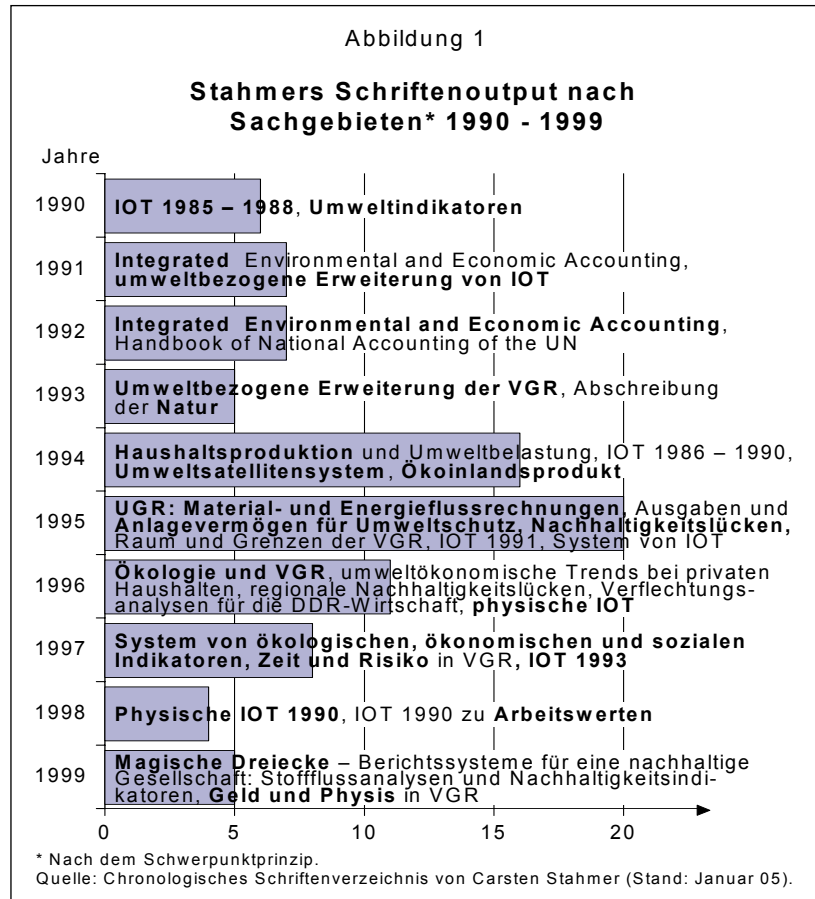 Abbildung 1
Stahmers Schriftenoutput nach
Sachgebieten* 1990 - 1999
Jahre
1990
IOT 1985 – 1988, Umweltindikatoren
1991
Integrated Environmental and Economic Accounting,
umweltbezogene Erweiterung von IOT
1992
Integrated Environmental and Economic Accounting,
Handbook of National Accounting of the UN
1993
Umweltbezogene Erweiterung der VGR, Abschreibung
der Natur
1994
Haushaltsproduktion und Umweltbelastung, IOT 1986 – 1990,
Umweltsatellitensystem, Ökoinlandsprodukt
1995
UGR: Material- und Energieflussrechnungen, Ausgaben und
Anlagevermögen für Umweltschutz, Nachhaltigkeitslücken,
Raum und Grenzen der VGR, IOT 1991, System von IOT
1996
Ökologie und VGR, umweltökonomische Trends bei privaten
Haushalten, regionale Nachhaltigkeitslücken, Verflechtungs-
analysen für die DDR-Wirtschaft, physische IOT
1997
System von ökologischen, ökonomischen und sozialen
Indikatoren, Zeit und Risiko in VGR, IOT 1993
1998
Physische IOT 1990, IOT 1990 zu Arbeitswerten
1999
Magische Dreiecke – Berichtssysteme für eine nachhaltige
Gesellschaft: Stoffflussanalysen und Nachhaltigkeitsindi-
katoren, Geld und Physis in VGR
0 5 10 15 20
* Nach dem Schwerpunktprinzip.
Quelle: Chronologisches Schriftenverzeichnis von Carsten Stahmer (Stand: Januar 05).